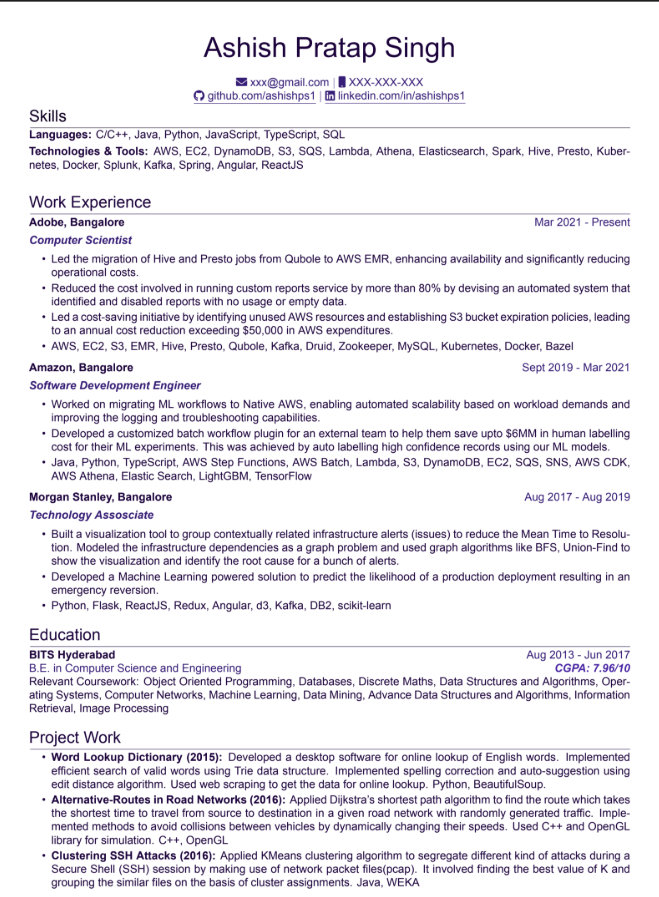 Ashish Pratap Singh
xxx@gmail.com | XXX-XXX-XXX
github.com/ashishps1 | linkedin.com/in/ashishps1
Skills
Languages: C/C++, Java, Python, JavaScript, TypeScript, SQL
Technologies & Tools: AWS, EC2, DynamoDB, S3, SQS, Lambda, Athena, Elasticsearch, Spark, Hive, Presto, Kuber-
netes, Docker, Splunk, Kafka, Spring, Angular, ReactJS
Work Experience
Adobe, Bangalore Mar 2021 - Present
Computer Scientist
• Led the migration of Hive and Presto jobs from Qubole to AWS EMR, enhancing availability and significantly reducing
operational costs.
• Reduced the cost involved in running custom reports service by more than 80% by devising an automated system that
identified and disabled reports with no usage or empty data.
• Led a cost-saving initiative by identifying unused AWS resources and establishing S3 bucket expiration policies, leading
to an annual cost reduction exceeding $50,000 in AWS expenditures.
• AWS, EC2, S3, EMR, Hive, Presto, Qubole, Kafka, Druid, Zookeeper, MySQL, Kubernetes, Docker, Bazel
Amazon, Bangalore Sept 2019 - Mar 2021
Software Development Engineer
• Worked on migrating ML workflows to Native AWS, enabling automated scalability based on workload demands and
improving the logging and troubleshooting capabilities.
• Developed a customized batch workflow plugin for an external team to help them save upto $6MM in human labelling
cost for their ML experiments. This was achieved by auto labelling high confidence records using our ML models.
• Java, Python, TypeScript, AWS Step Functions, AWS Batch, Lambda, S3, DynamoDB, EC2, SQS, SNS, AWS CDK,
AWS Athena, Elastic Search, LightGBM, TensorFlow
Morgan Stanley, Bangalore Aug 2017 - Aug 2019
Technology Assosciate
• Built a visualization tool to group contextually related infrastructure alerts (issues) to reduce the Mean Time to Resolu-
tion. Modeled the infrastructure dependencies as a graph problem and used graph algorithms like BFS, Union-Find to
show the visualization and identify the root cause for a bunch of alerts.
• Developed a Machine Learning powered solution to predict the likelihood of a production deployment resulting in an
emergency reversion.
• Python, Flask, ReactJS, Redux, Angular, d3, Kafka, DB2, scikit-learn
Education
BITS Hyderabad Aug 2013 - Jun 2017
B.E. in Computer Science and Engineering CGPA: 7.96/10
Relevant Coursework: Object Oriented Programming, Databases, Discrete Maths, Data Structures and Algorithms, Oper-
ating Systems, Computer Networks, Machine Learning, Data Mining, Advance Data Structures and Algorithms, Information
Retrieval, Image Processing
Project Work
• Word Lookup Dictionary (2015): Developed a desktop software for online lookup of English words. Implemented
efficient search of valid words using Trie data structure. Implemented spelling correction and auto-suggestion using
edit distance algorithm. Used web scraping to get the data for online lookup. Python, BeautifulSoup.
• Alternative-Routes in Road Networks (2016): Applied Dijkstra's shortest path algorithm to find the route which takes
the shortest time to travel from source to destination in a given road network with randomly generated traffic. Imple-
mented methods to avoid collisions between vehicles by dynamically changing their speeds. Used C++ and OpenGL
library for simulation. C++, OpenGL
• Clustering SSH Attacks (2016): Applied KMeans clustering algorithm to segregate different kind of attacks during a
Secure Shell (SSH) session by making use of network packet files(pcap). It involved finding the best value of K and
grouping the similar files on the basis of cluster assignments. Java, WEKA